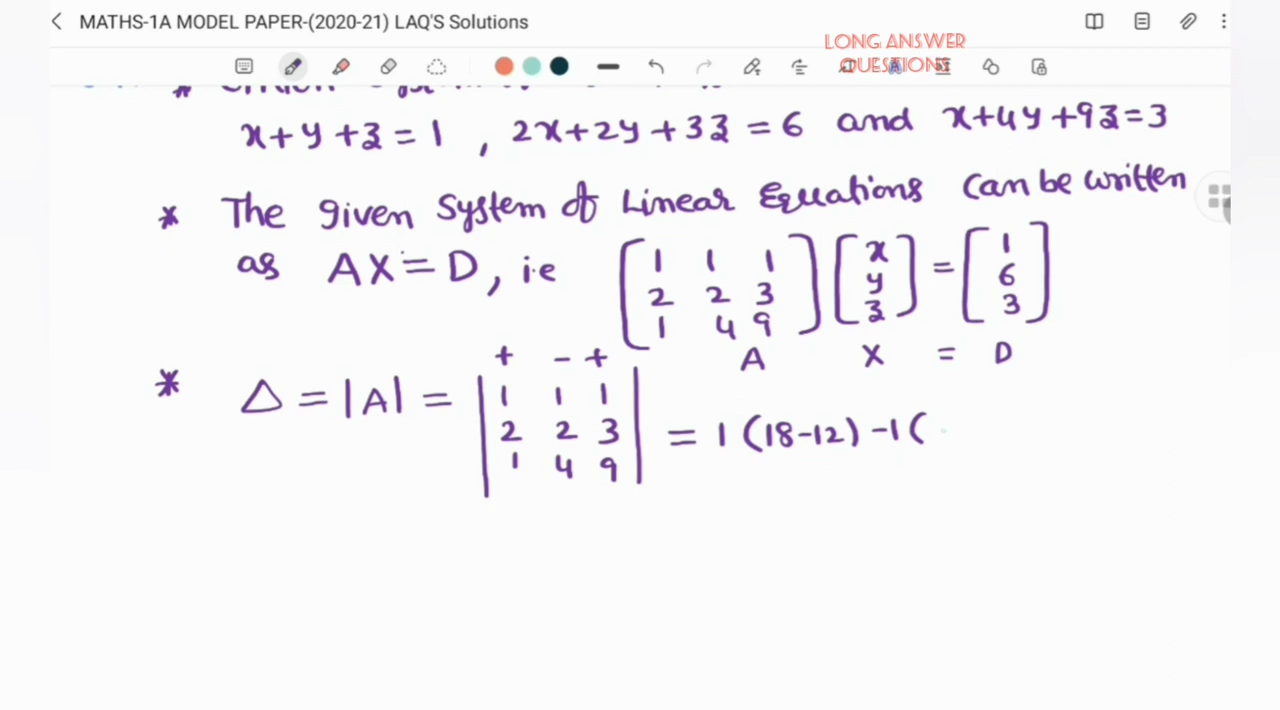 MATHS-1A MODEL PAPER-(2020-21) LAQ'S Solutions
LONG ANSWER
QUESTIONS
x+y+z = 1 , 2x+2y+3z = 6 and x+4y+9z=3
* The given system of Linear Equations can be written
as AX = D, i.e [1 1 1 [x = [1
2 2 3 y 6
1 4 9] z] 3]
A X = D
+ - +
* Δ = |A| = |1 1 1
2 2 3 = 1 (18-12) -1(
1 4 9|